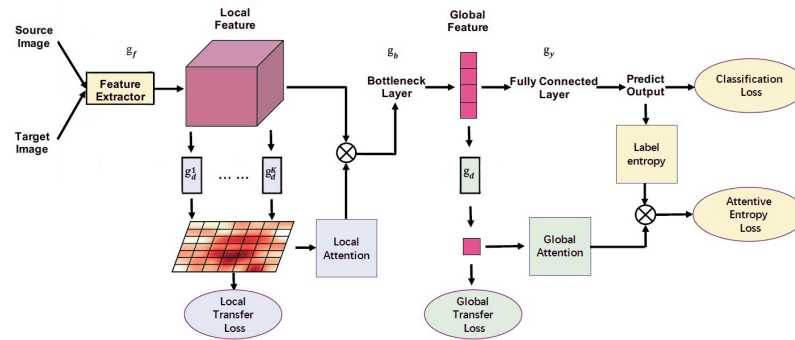 Source
Image
Target
Image
g_f
Feature
Extractor
Local
Feature
g_d^1
... ...
g_d^K
Local
Attention
Local
Transfer
Loss
g_b
Bottleneck
Layer
Global
Feature
g_d
Global
Attention
Global
Transfer
Loss
g_y
Fully Connected
Layer
Predict
Output
Classification
Loss
Label
entropy
Attentive
Entropy
Loss